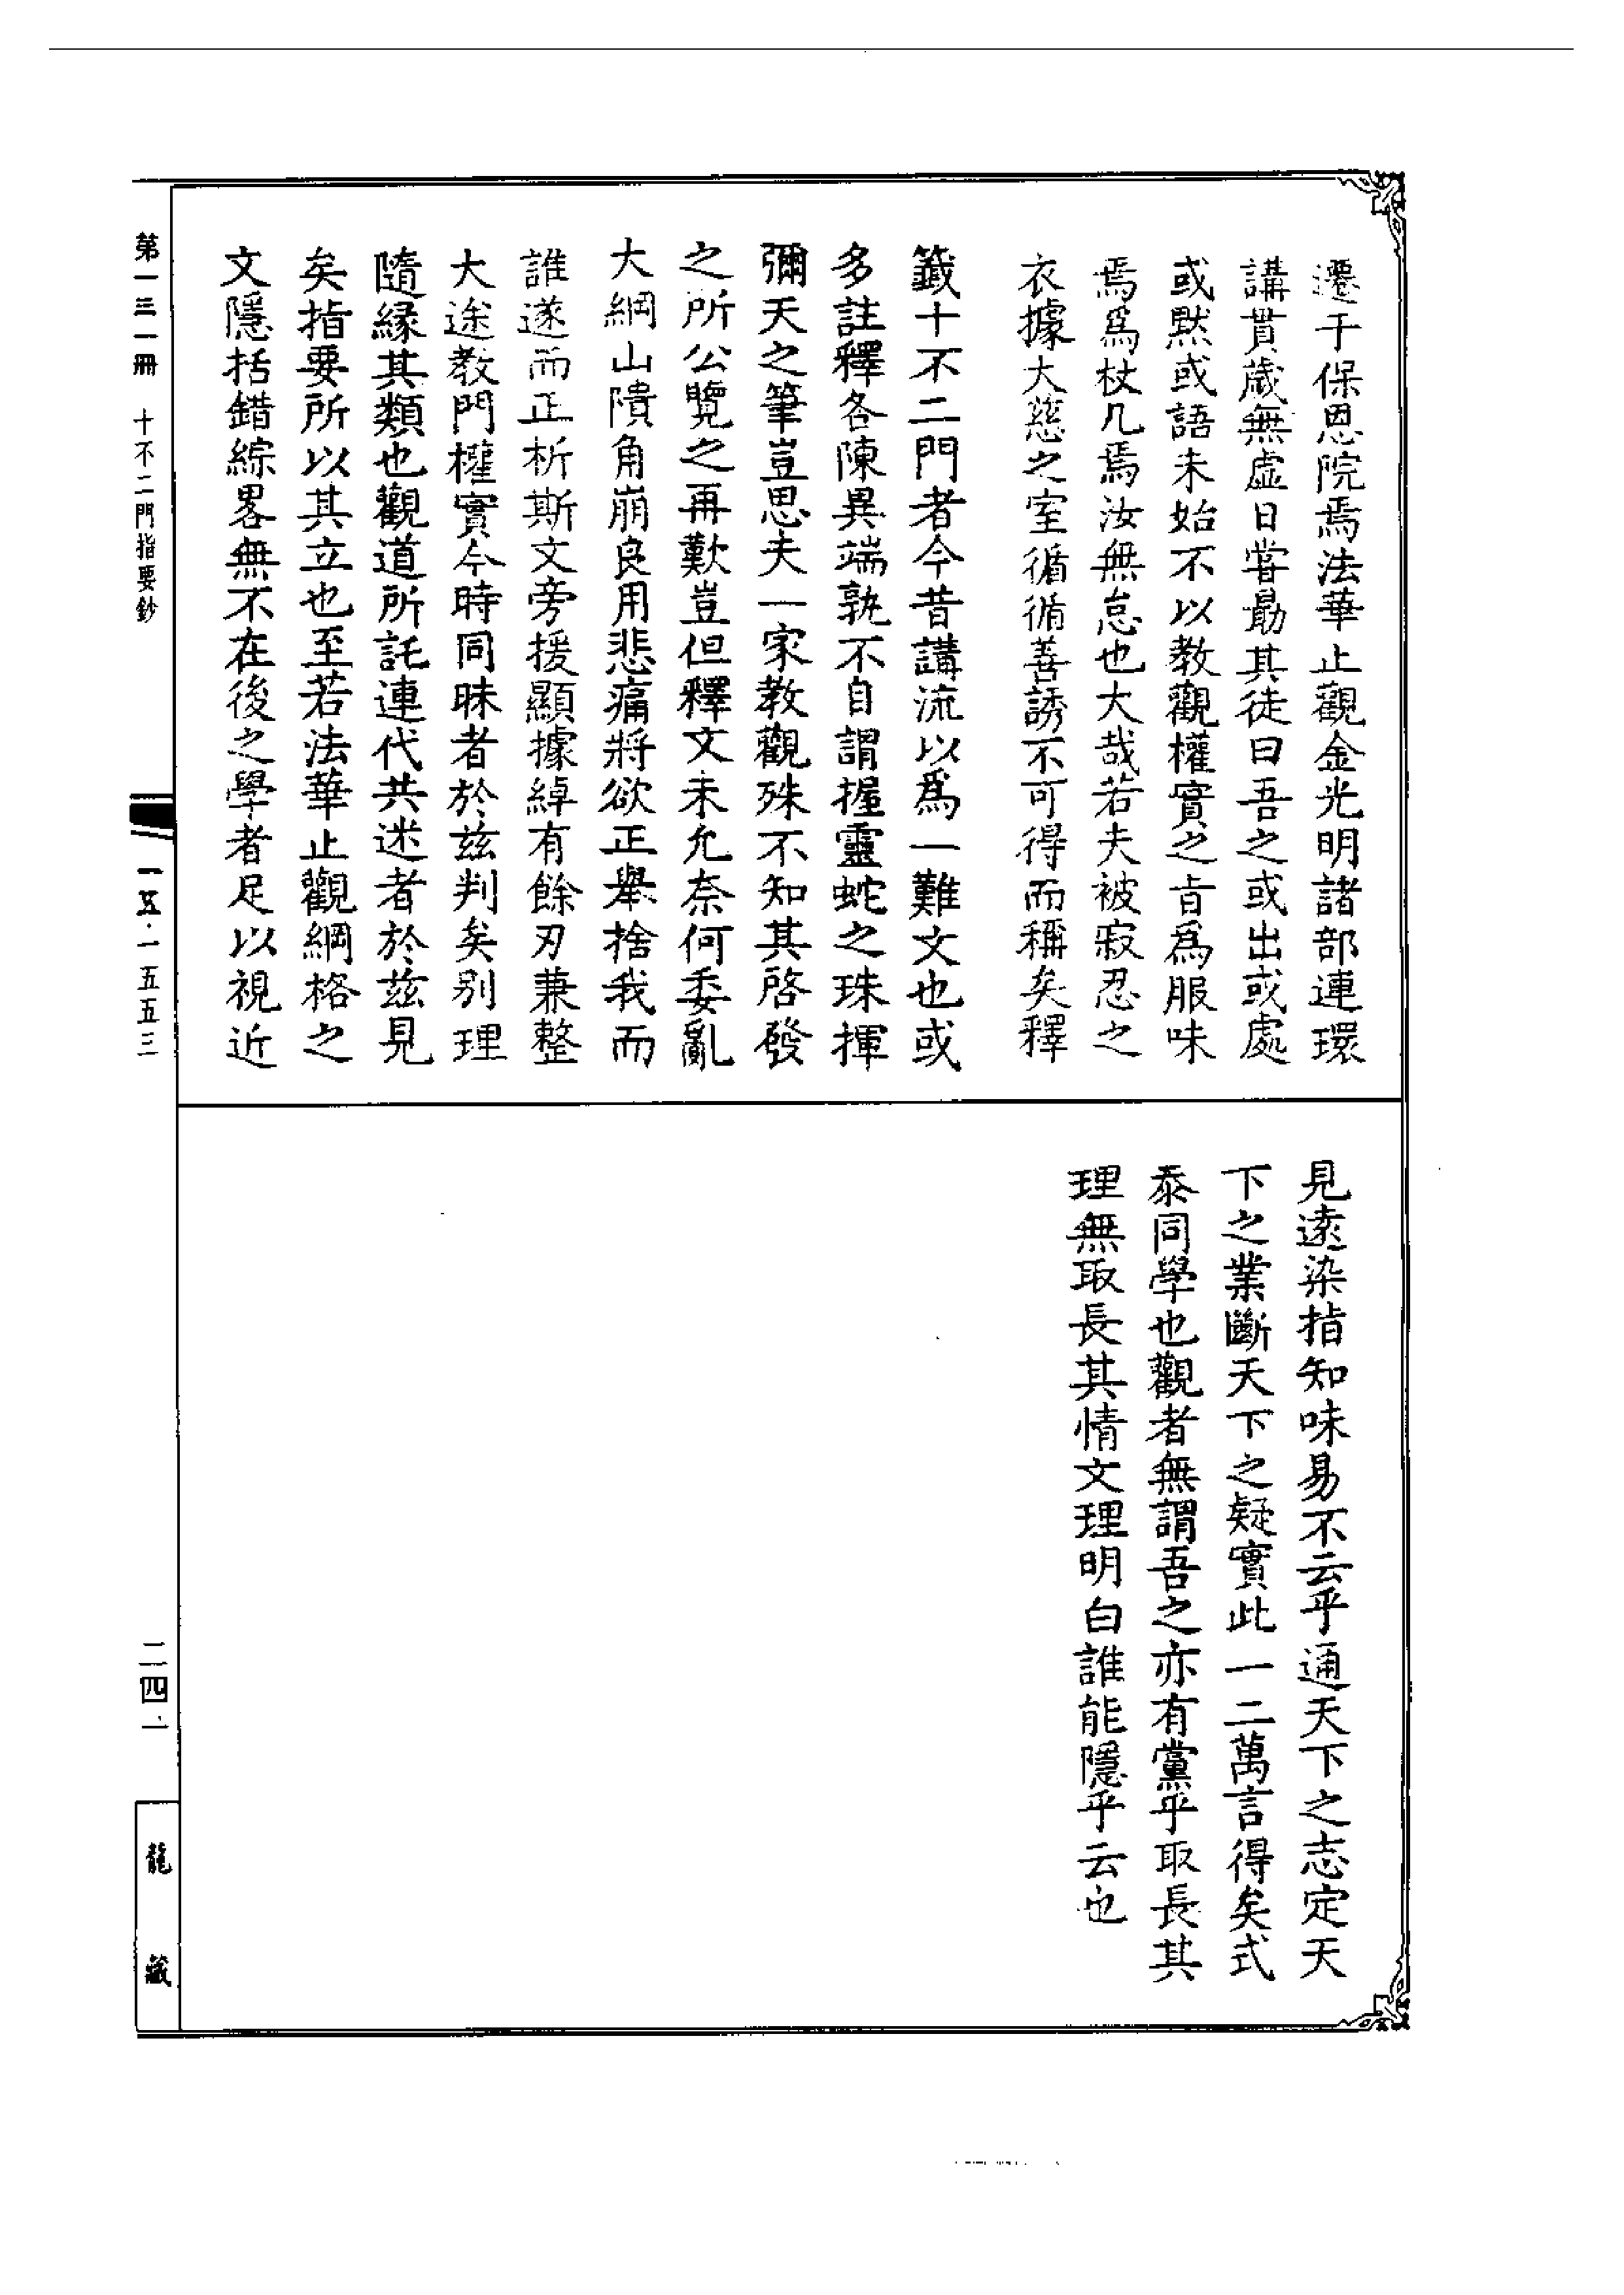 遷于保恩院焉法華止觀金光明諸部連環
講貫歲無虛日甞勗其徒曰吾之或出或處
或默或語未始不以教觀權實之旨爲服味
焉爲杖几焉汝無怠也大哉若夫被寂忍之
衣據大慈之室循循善誘不可得而稱矣釋
籤十不二門者今昔講流以爲一難文也或
多註釋各陳異端孰不自謂握靈蛇之珠揮
彌天之筆豈思夫一家教觀殊不知其啓發
之所公覽之再歎豈但釋文未允奈何委亂
大綱山隤角崩良用悲痛將欲正舉捨我而
誰遂而正析斯文旁援顯據綽有餘刃兼整
大途教門權實今時同昧者於兹判矣别理
隨緣其類也觀道所託連代共迷者於兹見
矣指要所以其立也至若法華止觀綱格之
文隱括錯綜畧無不在後之學者足以視近
見遠染指知味易不云乎通天下之志定天
下之業斷天下之疑實此一二萬言得矣式
泰同學也觀者無謂吾之亦有黨乎取長其
理無取長其情文理明白誰能隱乎云也
第一三一冊 十不二門指要鈔
一五·一五五三
二四一
龍藏